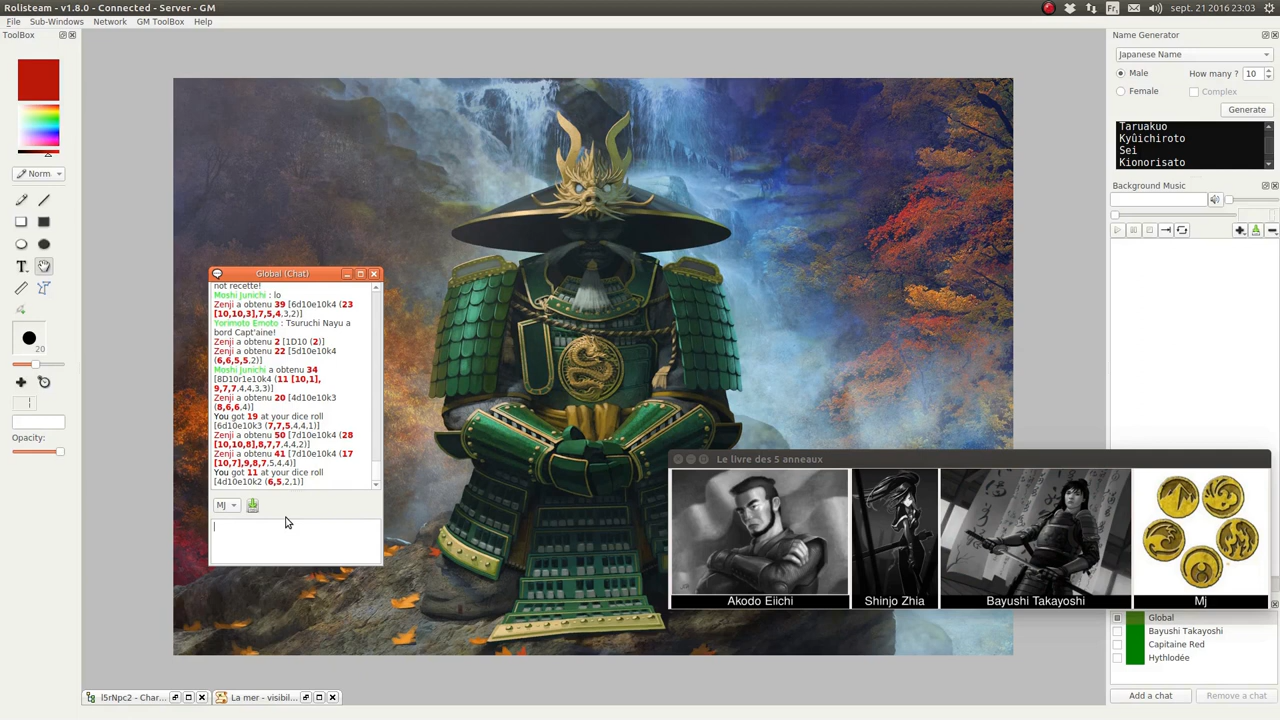 Rolisteam - v1.8.0 - Connected - Server - GM
Fr₁
sept. 21 2016 23:03
File Sub-Windows Network GM ToolBox Help
ToolBox
Norm
20
Opacity:
Global (Chat)
not recette!
Moshi Junichi : lo
Zenji a obtenu 39 [6d10e10k4 (23
[10,10,3],7,5,4,3,2)]
Yorimoto Emoto : Tsuruchi Nayu a
bord Capt'aine!
Zenji a obtenu 2 [1D10 (2)]
Zenji a obtenu 22 [5d10e10k4
(6,6,5,5,2)]
Moshi Junichi a obtenu 34
[8D10r1e10k4 (11 [10,1],
9,7,7,4,4,3,3)]
Zenji a obtenu 20 [4d10e10k3
(8,6,6,4)]
You got 19 at your dice roll
[6d10e10k3 (7,7,5,4,4,1)]
Zenji a obtenu 50 [7d10e10k4 (28
[10,10,8],8,7,7,4,4,2)]
Zenji a obtenu 41 [7d10e10k4 (17
[10,7],9,8,7,5,4,4)]
You got 11 at your dice roll
[4d10e10k2 (6,5,2,1)]
MJ
Le livre des 5 anneaux
Akodo Eiichi
Shinjo Zhia
Bayushi Takayoshi
Mj
Name Generator
Japanese Name
Male
How many ? 10
Female
Complex
Generate
Taruakuo
Kyûichiroto
Sei
Kionorisato
Background Music
Global
Bayushi Takayoshi
Capitaine Red
Hythlodée
Add a chat
Remove a chat
l5rNpc2 - Char...
La mer - visibil...